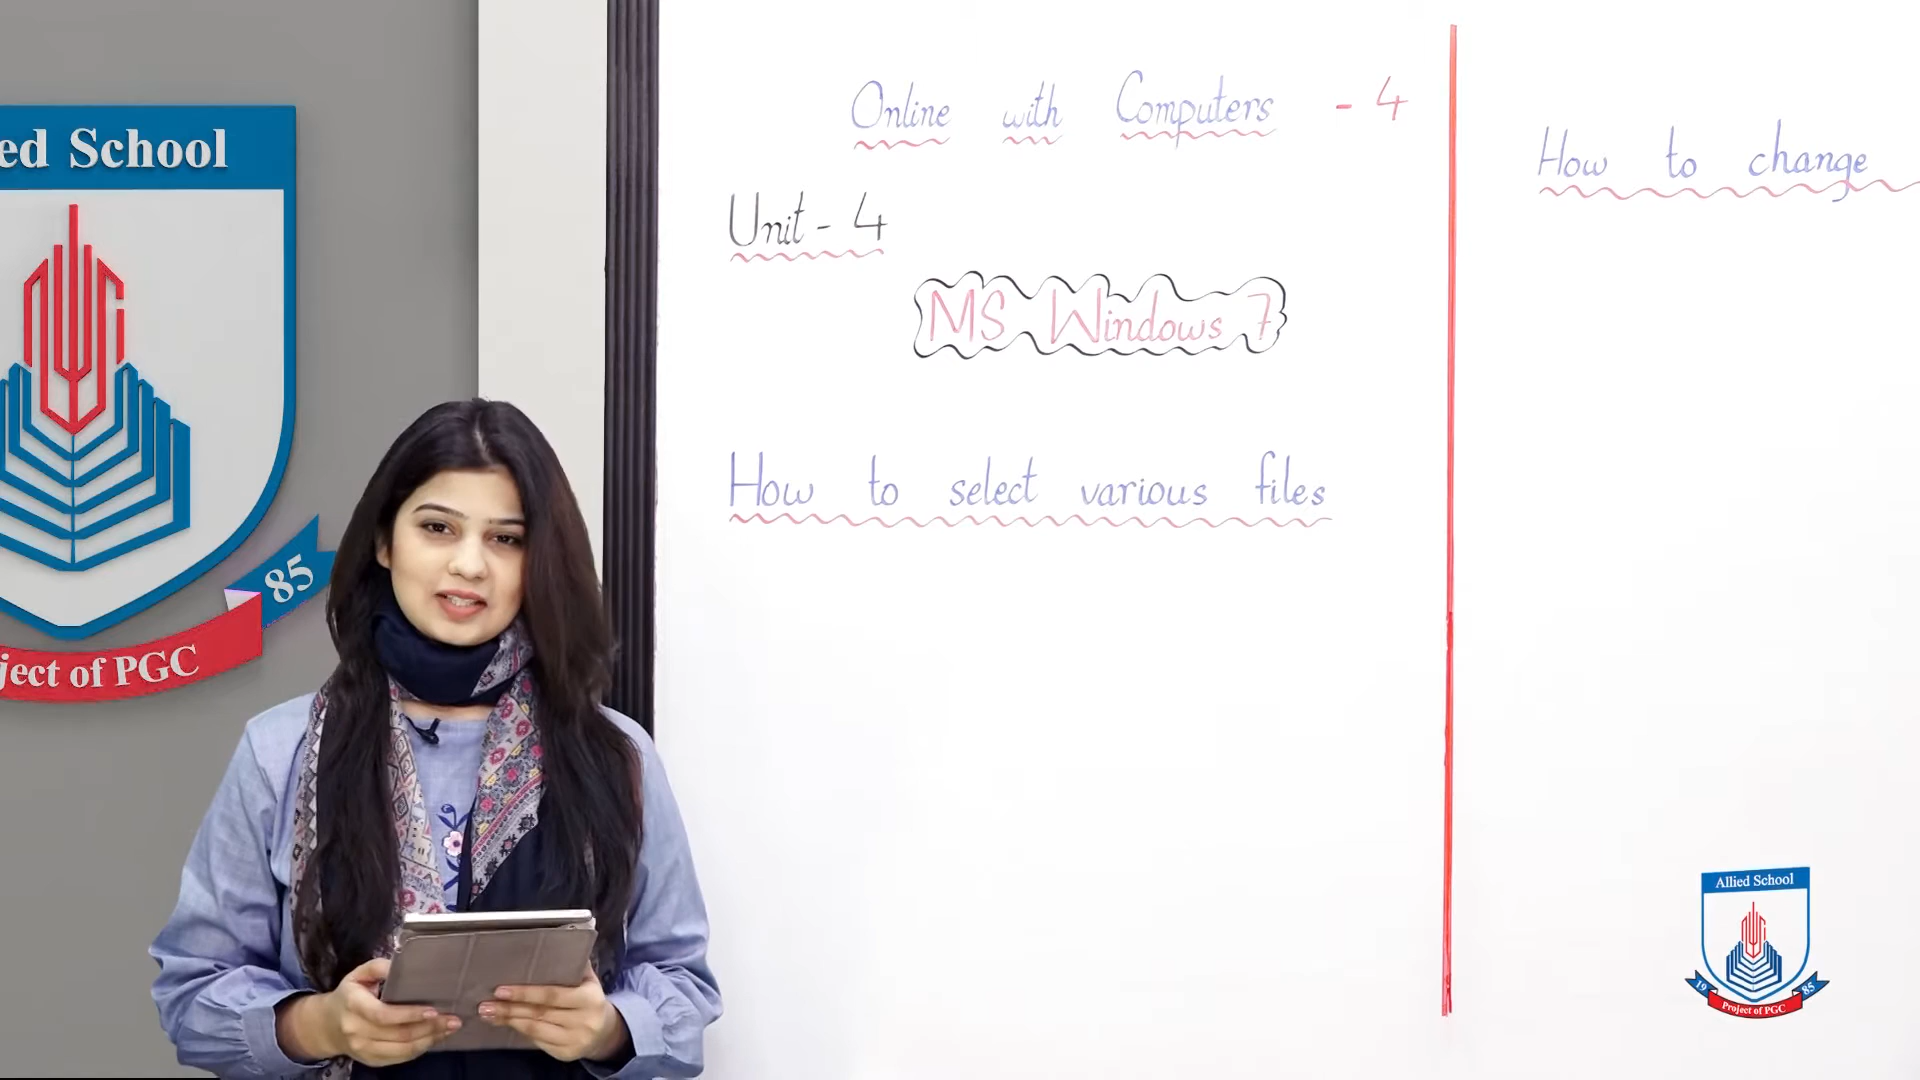 ed School
85
ject of PGC
Online with Computers - 4
Unit - 4
MS Windows 7
How to select various files
How to change
Allied School
19 85
Project of PGC